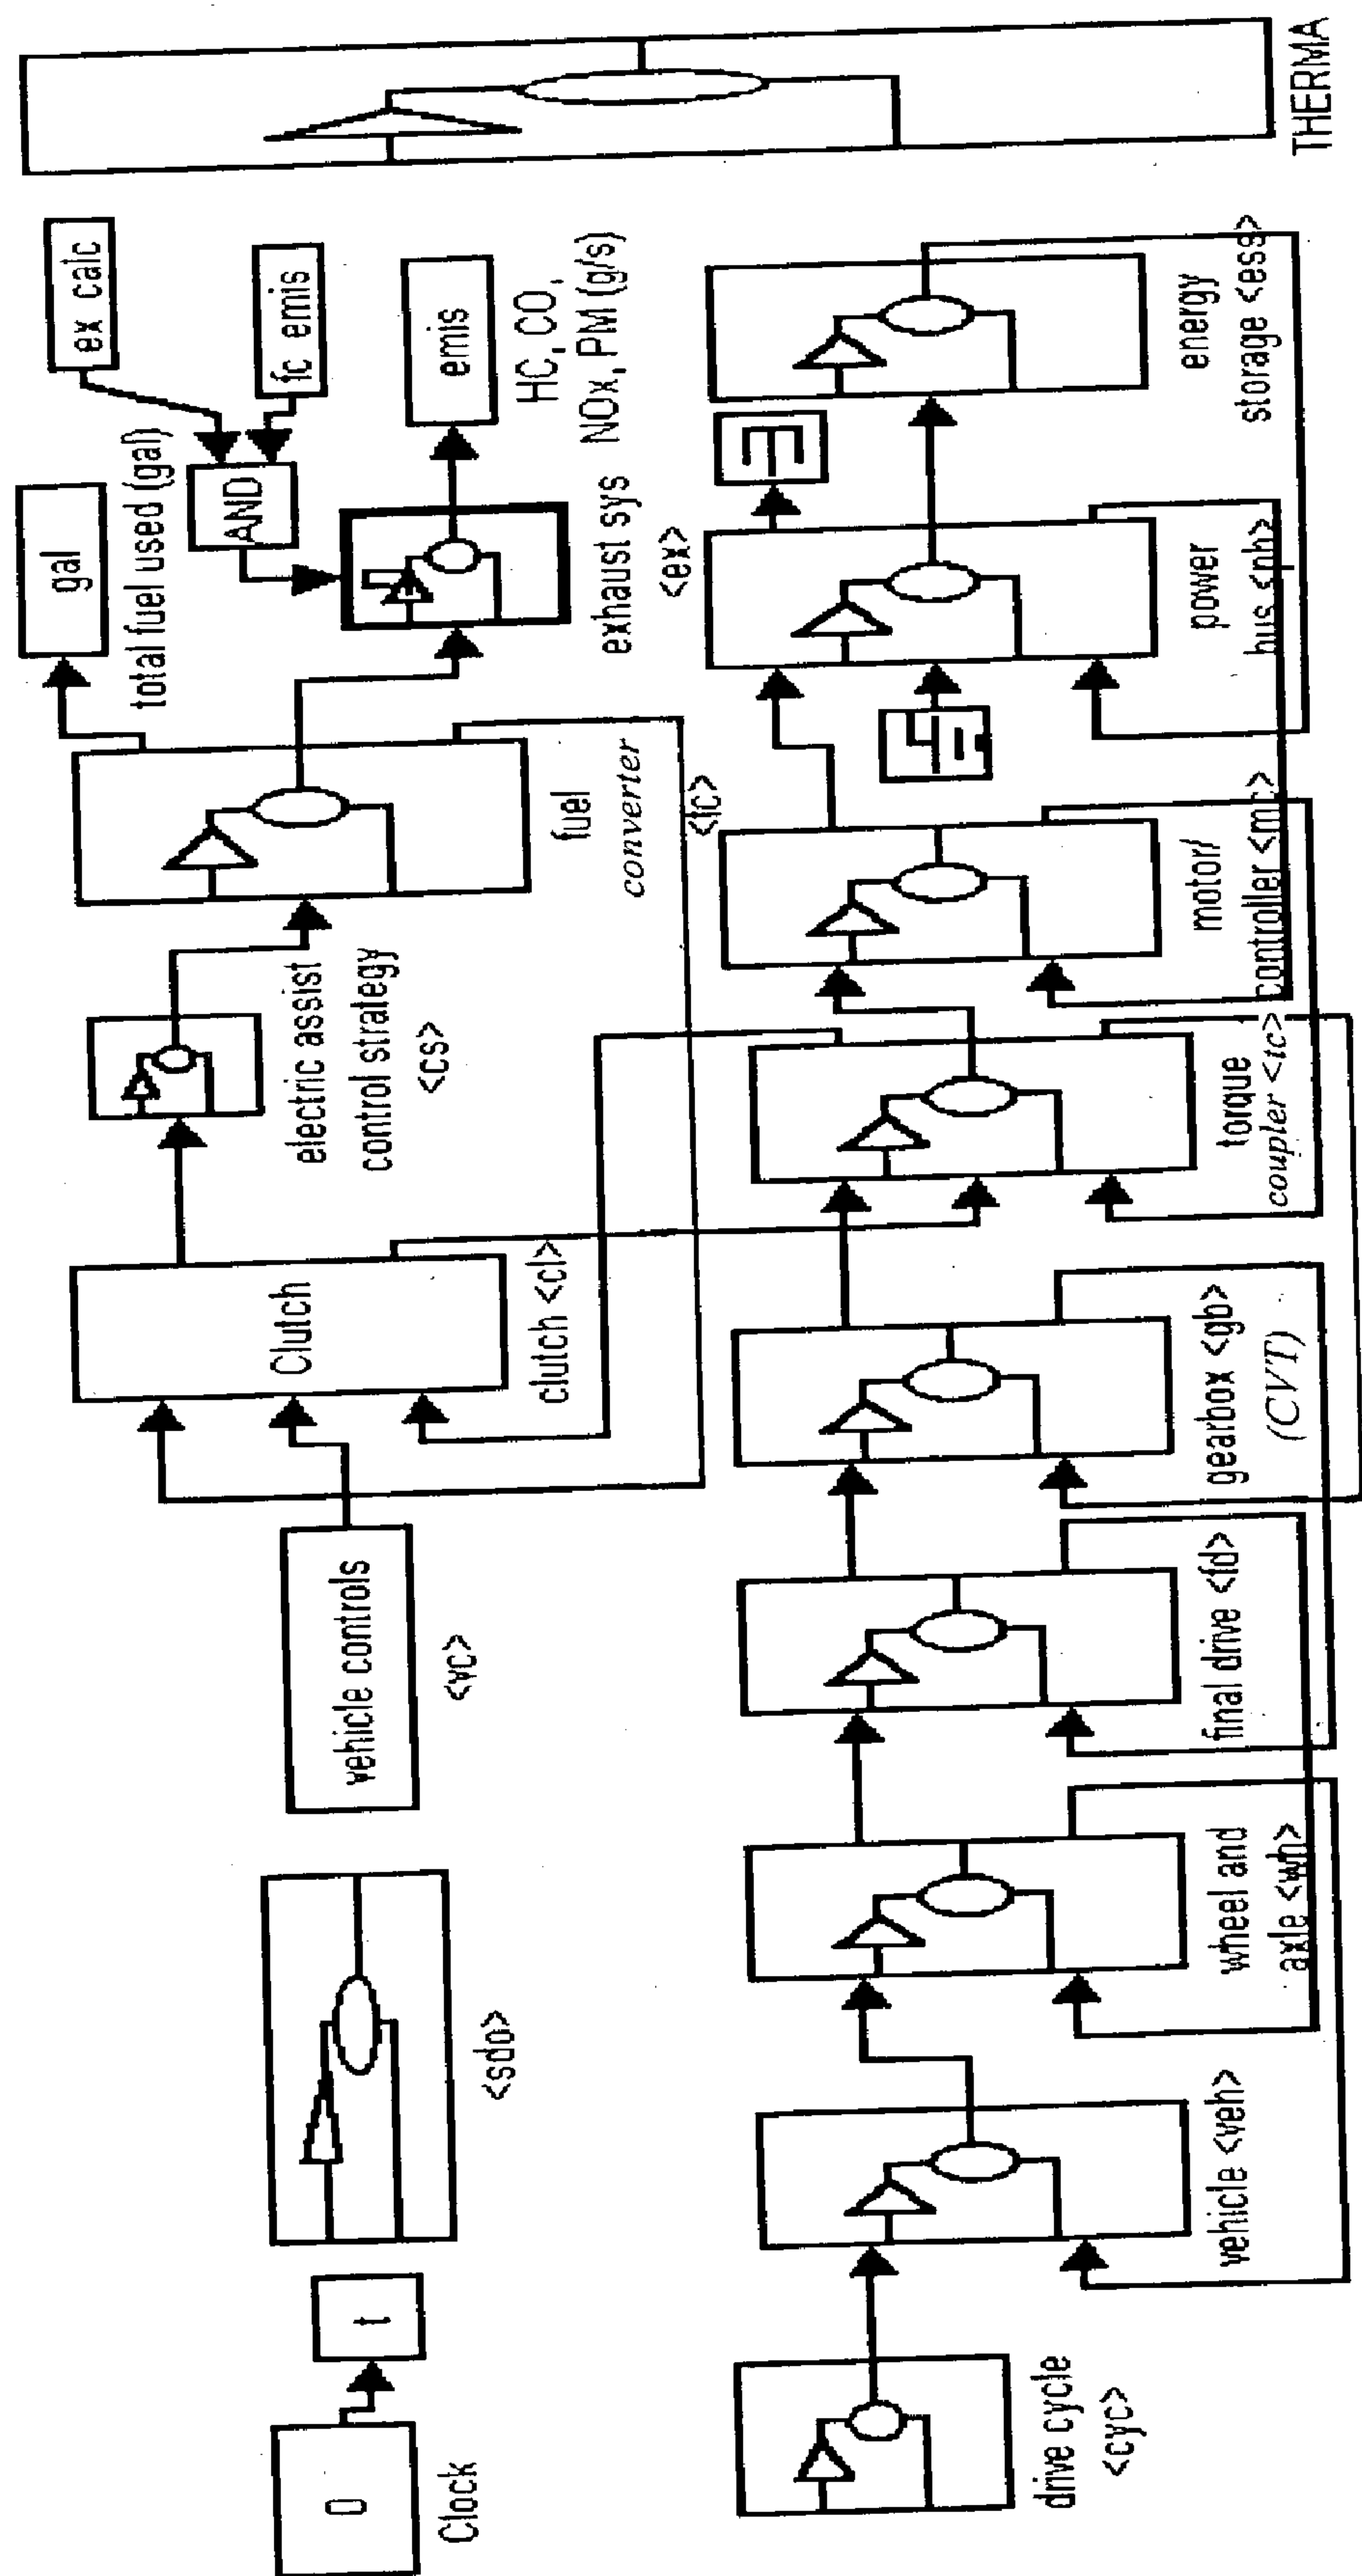 0
Clock
t
<sdo>
vehicle controls
<vc>
Clutch
clutch <cl>
electric assist
control strategy
<cs>
fuel
converter
<fc>
gal
total fuel used (gal)
ex calc
fc emis
AND
emis
HC, CO,
NOx, PM (g/s)
exhaust sys
<ex>
THERMA
drive cycle
<cyc>
vehicle <veh>
wheel and
axle <wh>
final drive <fd>
gearbox <gb>
(CVT)
torque
coupler <tc>
motor/
controller <mc>
power
bus <pb>
energy
storage <ess>